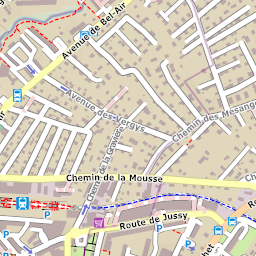 Avenue de Bel-Air
Avenue des Vergys
Chemin des Mésang
Chemin de la Gravière
Chemin de la Mousse
Route de Jussy